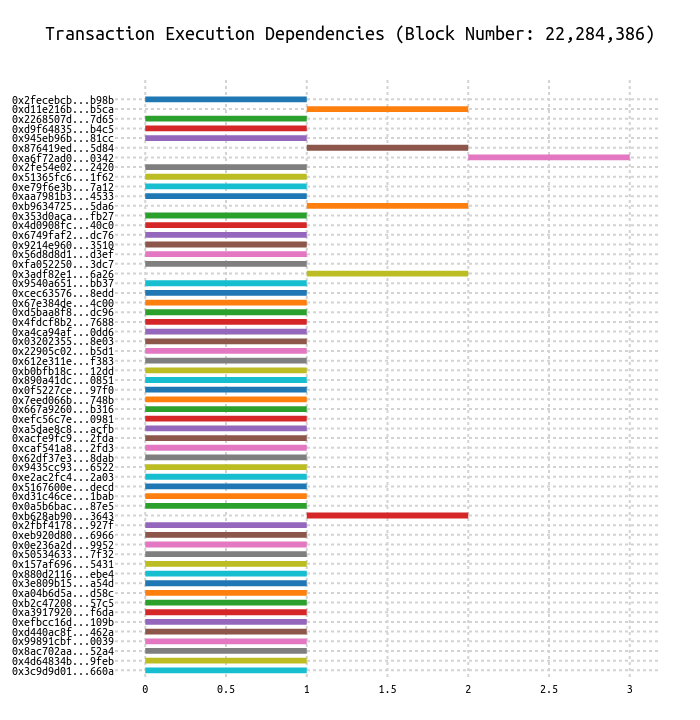 Transaction Execution Dependencies (Block Number: 22,284,386)
0x2fecebcb...b98b
0xd11e216b...b5ca
0x2268507d...7d65
0xd9f64835...b4c5
0x945eb96b...81cc
0x876419ed...5d84
0xa6f72ad0...0342
0x2fe54e02...2420
0x51365fc6...1f62
0xe79f6e3b...7a12
0xaa7981b3...4533
0xb9634725...5da6
0x353d0aca...fb27
0x4d0908fc...40c0
0x6749faf2...dc76
0x9214e960...3510
0x56d8d8d1...d3ef
0xfa052250...3dc7
0x3adf82e1...6a26
0x9540a651...bb37
0xcec63576...8edd
0x67e384de...4c00
0xd5baa8f8...dc96
0x4fdcf8b2...7688
0xa4ca94af...0dd6
0x03202355...8e03
0x22905c02...b5d1
0x612e311e...f383
0xb0bfb18c...12dd
0x890a41dc...0851
0x0f5227ce...97f0
0x7eed066b...748b
0x667a9260...b316
0xefc56c7e...0981
0xa5dae8c8...acfb
0xacfe9fc9...2fda
0xcaf541a8...2fd3
0x62df37e3...8dab
0x9435cc93...6522
0xe2ac2fc4...2a03
0x5167600e...decd
0xd31c46ce...1bab
0x0a5b6bac...87e5
0xb628ab90...3643
0x2fbf4178...927f
0xeb920d80...6966
0x0e236a2d...9952
0x50534633...7f32
0x157af696...5431
0x880d2116...ebe4
0x3e809b15...a54d
0xa04b6d5a...d58c
0xb2c47208...57c5
0xa3917920...f6da
0xefbcc16d...109b
0xd440ac8f...462a
0x99891cbf...0039
0x8ac702aa...52a4
0x4d64834b...9feb
0x3c9d9d01...660a
0 0.5 1 1.5 2 2.5 3